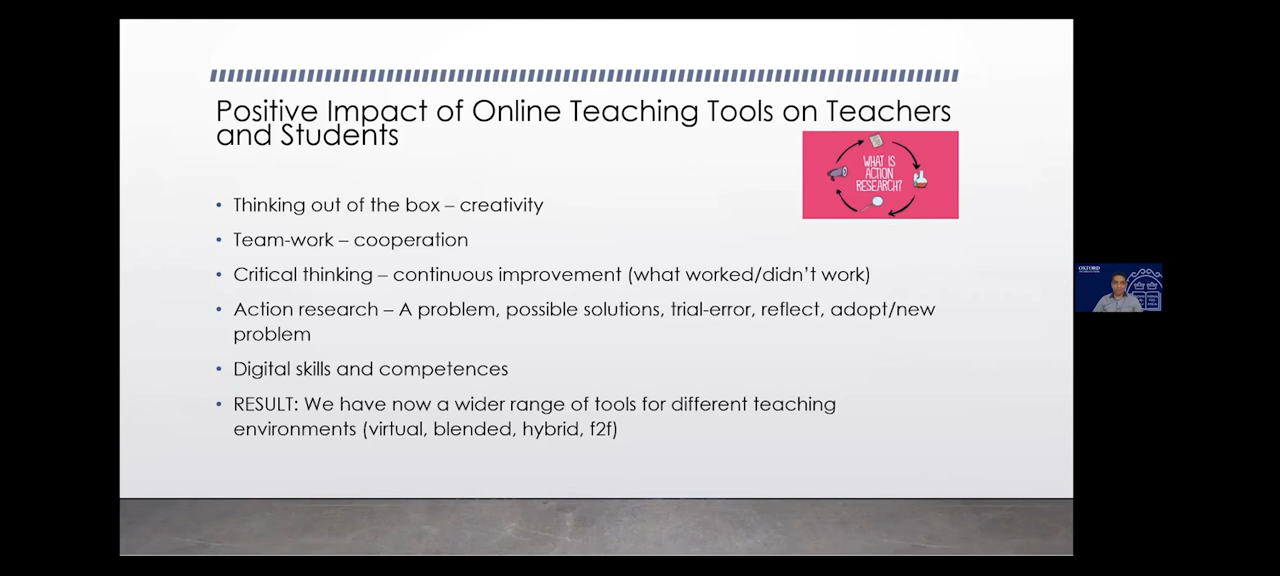 Positive Impact of Online Teaching Tools on Teachers
and Students
WHAT IS
ACTION
RESEARCH?
• Thinking out of the box – creativity
• Team-work – cooperation
• Critical thinking – continuous improvement (what worked/didn't work)
• Action research – A problem, possible solutions, trial-error, reflect, adopt/new
problem
• Digital skills and competences
• RESULT: We have now a wider range of tools for different teaching
environments (virtual, blended, hybrid, f2f)
OXFORD